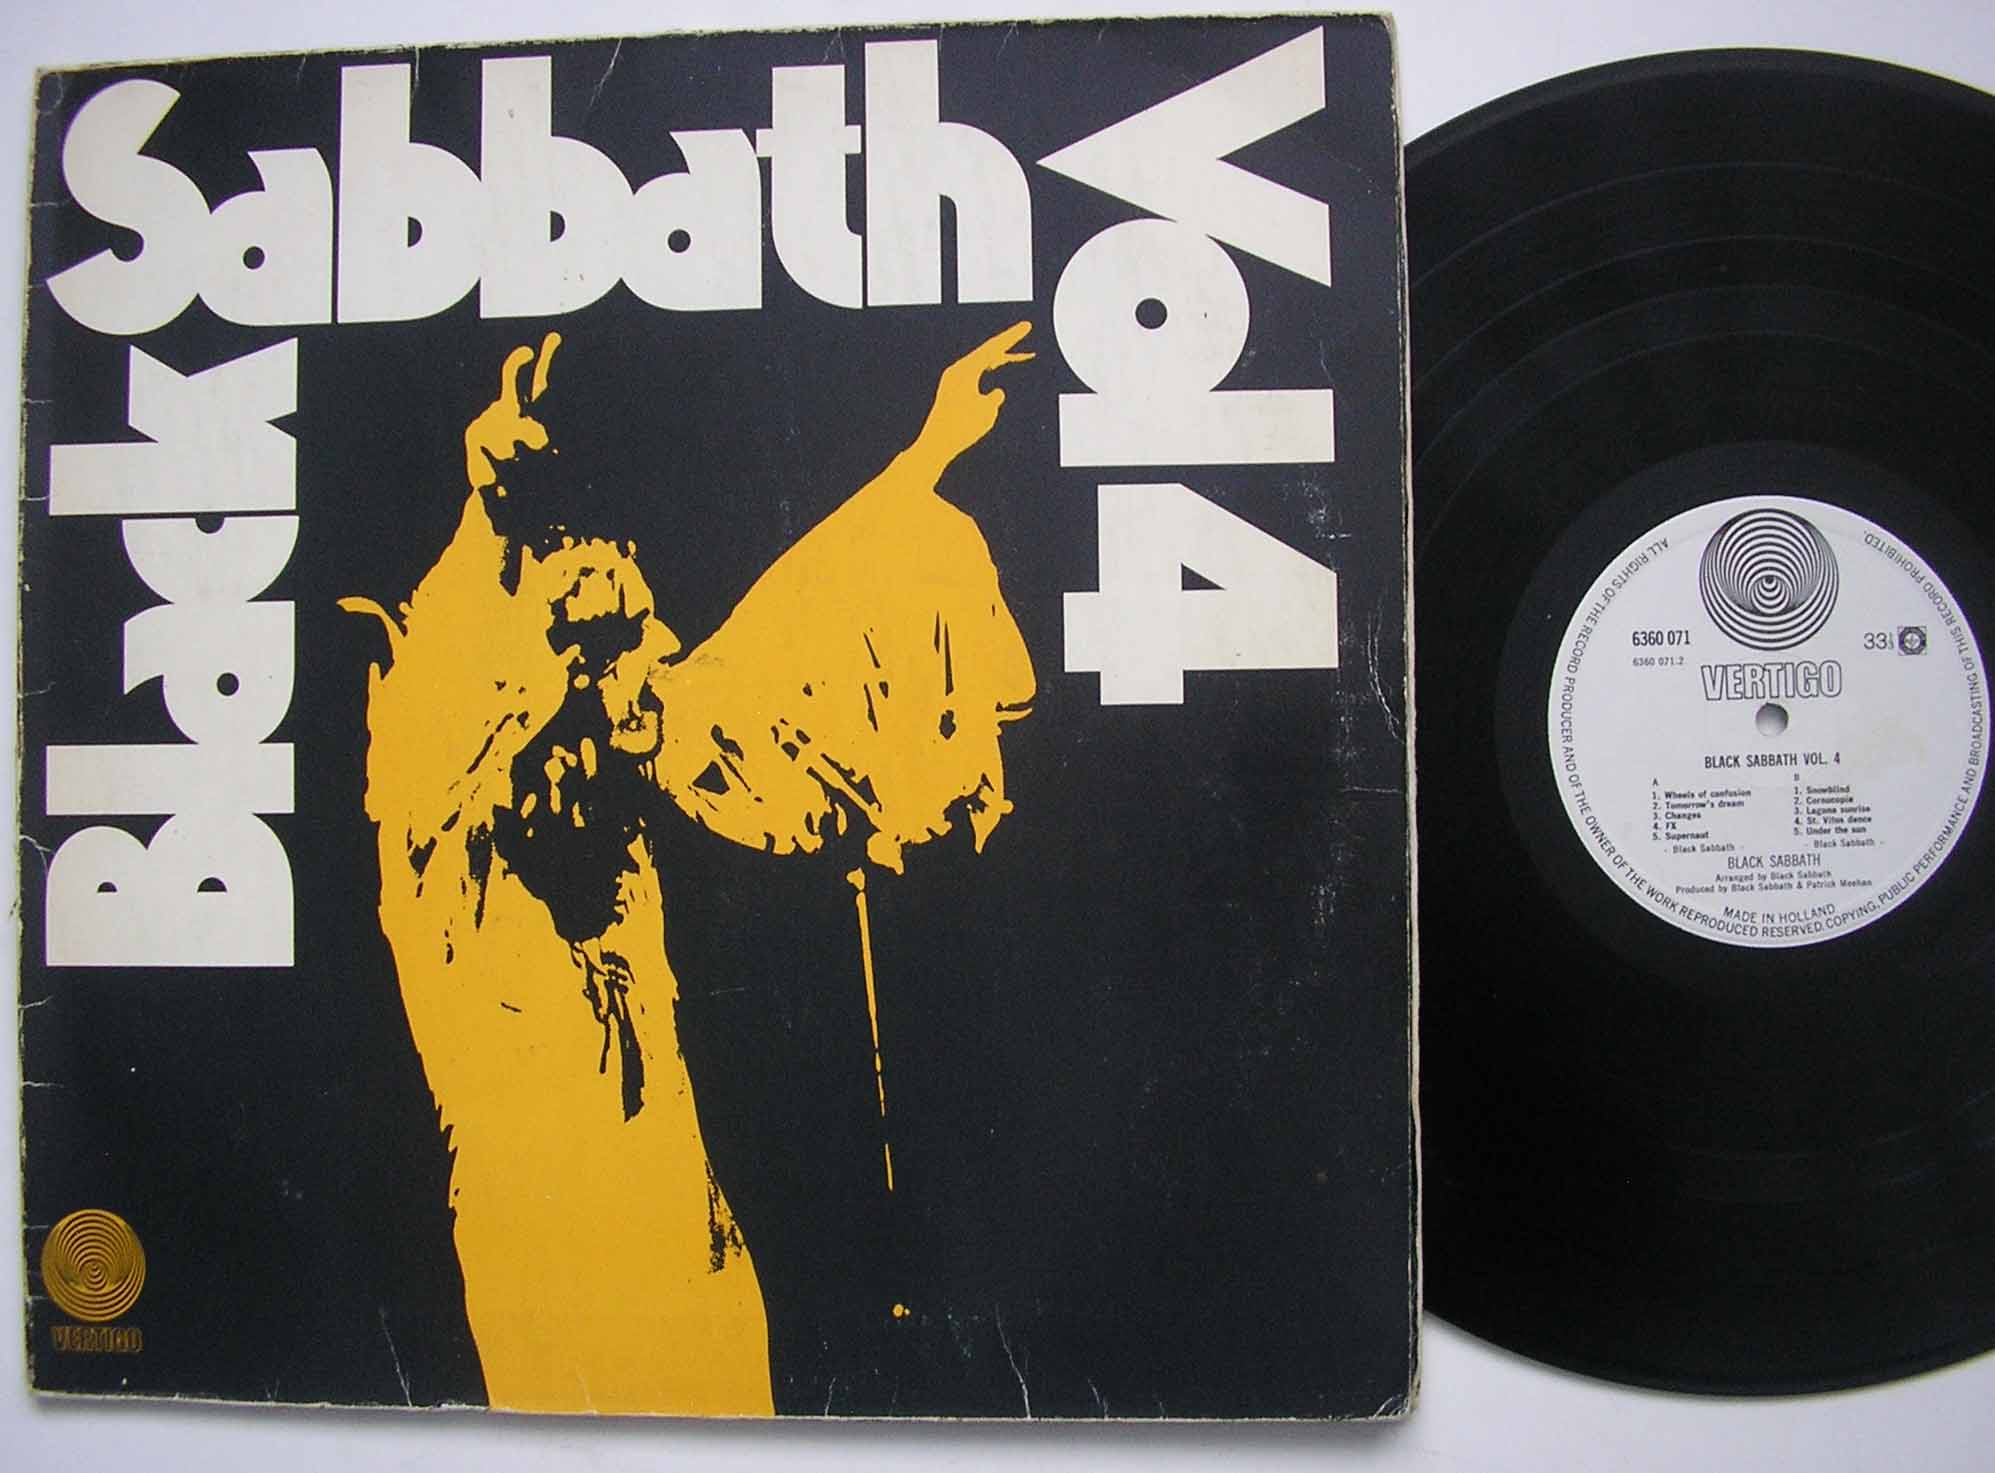 Black
Sabbath
Vol 4
VERTIGO
ALL RIGHTS OF THE RECORD PRODUCER AND OF THE OWNER OF THE WORK REPRODUCED RESERVED. COPYING, PUBLIC PERFORMANCE AND BROADCASTING OF THIS RECORD PROHIBITED.
6360 071
6360 071.2
33⅓
VERTIGO
BLACK SABBATH VOL. 4
A
1. Wheels of confusion
2. Tomorrow's dream
3. Changes
4. FX
5. Supernaut
- Black Sabbath -
B
1. Snowblind
2. Cornucopia
3. Laguna sunrise
4. St. Vitus dance
5. Under the sun
- Black Sabbath -
BLACK SABBATH
Arranged by Black Sabbath
Produced by Black Sabbath & Patrick Meehan
MADE IN HOLLAND